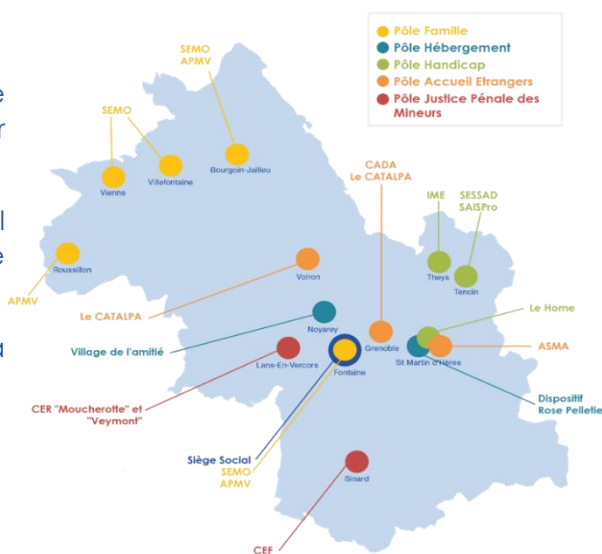 Pôle Famille
Pôle Hébergement
Pôle Handicap
Pôle Accueil Etrangers
Pôle Justice Pénale des
Mineurs
SEMO
APMV
SEMO
Bourgoin-Jailleu
Villefontaine
Vienne
CADA
Le CATALPA
IME
SESSAD
SAISPro
Roussillon
APMV
Voiron
Theys
Tencin
Le CATALPA
Noyarey
Village de l'amitié
Grenoble
Le Home
St Martin d'Hères
ASMA
Lans-En-Vercors
Fontaine
CER "Moucherotte" et
"Veymont"
Dispositif
Rose Pelletie
Siège Social
SEMO
APMV
Sinard
CEF